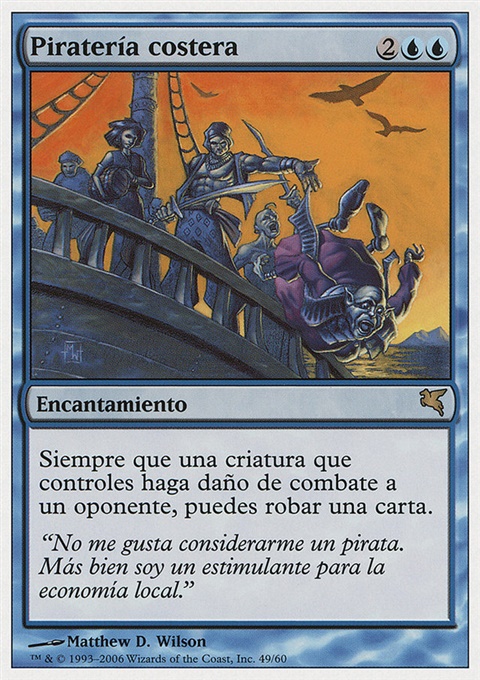 Piratería costera 2
Encantamiento
Siempre que una criatura que
controles haga daño de combate a
un oponente, puedes robar una carta.
“No me gusta considerarme un pirata.
Más bien soy un estimulante para la
economía local.”
Matthew D. Wilson
™ & © 1993–2006 Wizards of the Coast, Inc. 49/60
MW